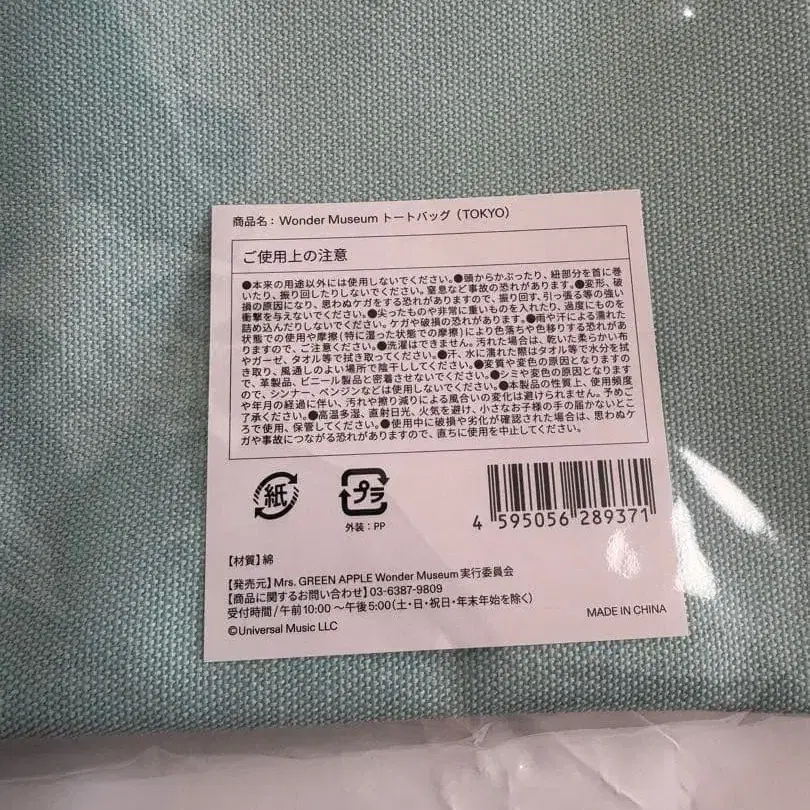 商品名：Wonder Museum トートバッグ（TOKYO）
ご使用上の注意
●本来の用途以外には使用しないでください。●頭からかぶったり、紐部分を首に巻
いたり、振り回したりしないでください。窒息など事故の恐れがあります。●変形、破
損の原因になり、思わぬケガをする恐れがありますので、振り回す、引っ張る等の強い
衝撃を与えないでください。●尖ったものや非常に重いものを入れたり、過度にものを
詰め込んだりしないでください。ケガや破損の恐れがあります。●雨や汗による濡れた
状態での使用や摩擦（特に湿った状態での摩擦）により色落ちや色移りする恐れがあ
りますので、ご注意ください。●洗濯はできません。汚れた場合は、乾いた柔らかい布
やガーゼ、タオル等で拭き取ってください。●汗、水に濡れた際はタオル等で水分を拭
き取り、風通しのよい場所で陰干ししてください。●変質や変色の原因となりますの
で、革製品、ビニール製品と密着させないでください。●シミや変色の原因となります
ので、シンナー、ベンジンなどは使用しないでください。●本製品の性質上、使用頻度
や年月の経過に伴い、汚れや擦り減りによる風合いの変化は避けられません。予めご
了承ください。●高温多湿、直射日光、火気を避け、小さなお子様の手の届かないとこ
ろで使用、保管してください。●使用中に破損や劣化が確認された場合は、思わぬケ
ガや事故につながる恐れがありますので、直ちに使用を中止してください。
紙
プラ
外装：PP
4 595056 289371
【材質】綿
【発売元】Mrs. GREEN APPLE Wonder Museum 実行委員会
【商品に関するお問い合わせ】03-6387-9809
受付時間/午前10:00 ～午後5:00（土・日・祝日・年末年始を除く）
©Universal Music LLC
MADE IN CHINA